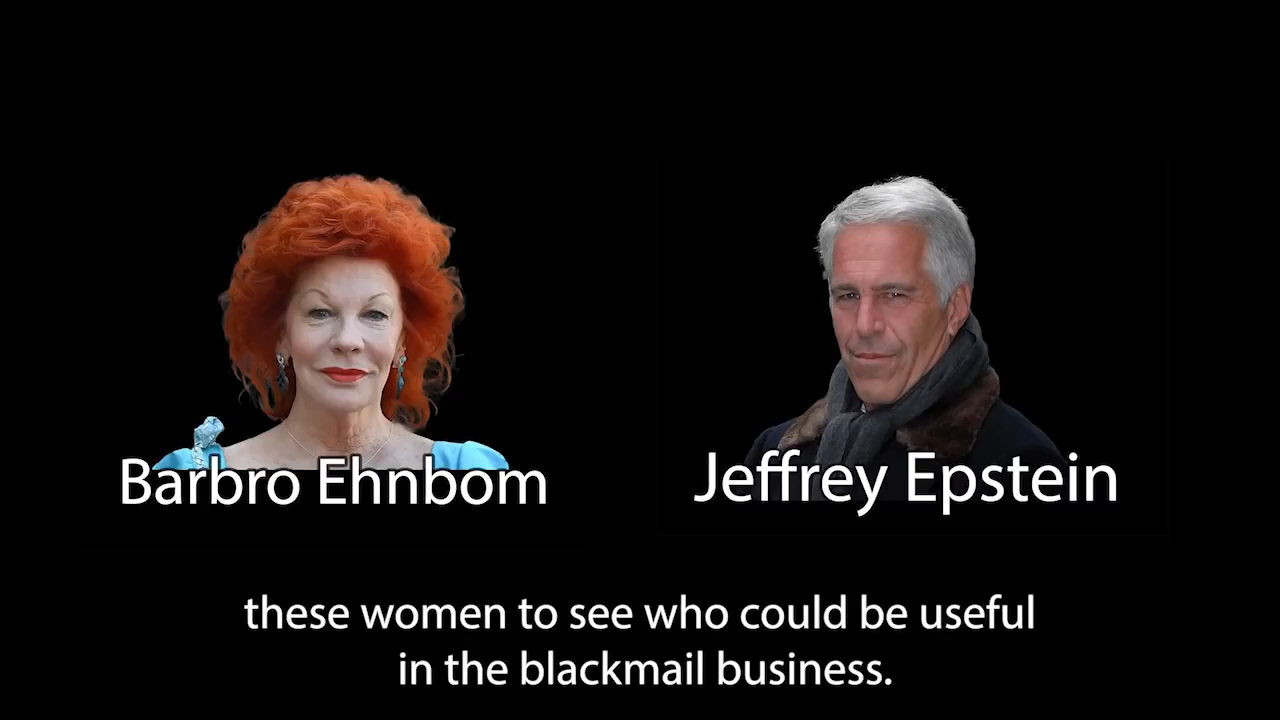 Barbro Ehnbom
Jeffrey Epstein
these women to see who could be useful
in the blackmail business.